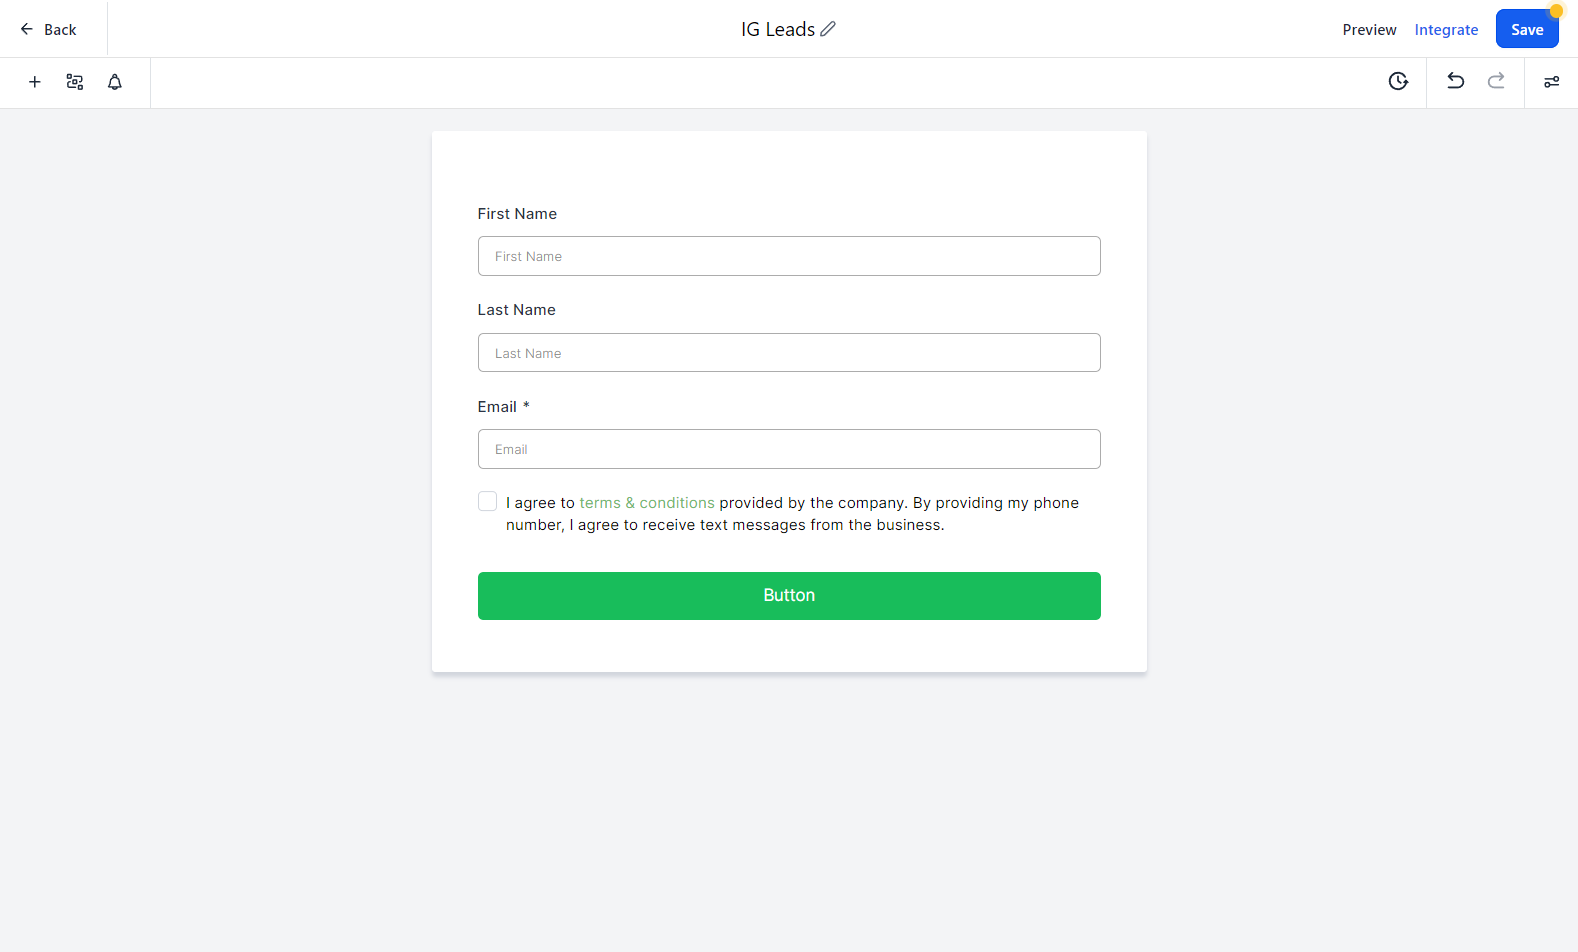 Back
IG Leads
Preview
Integrate
Save
First Name
First Name
Last Name
Last Name
Email *
Email
I agree to terms & conditions provided by the company. By providing my phone
number, I agree to receive text messages from the business.
Button